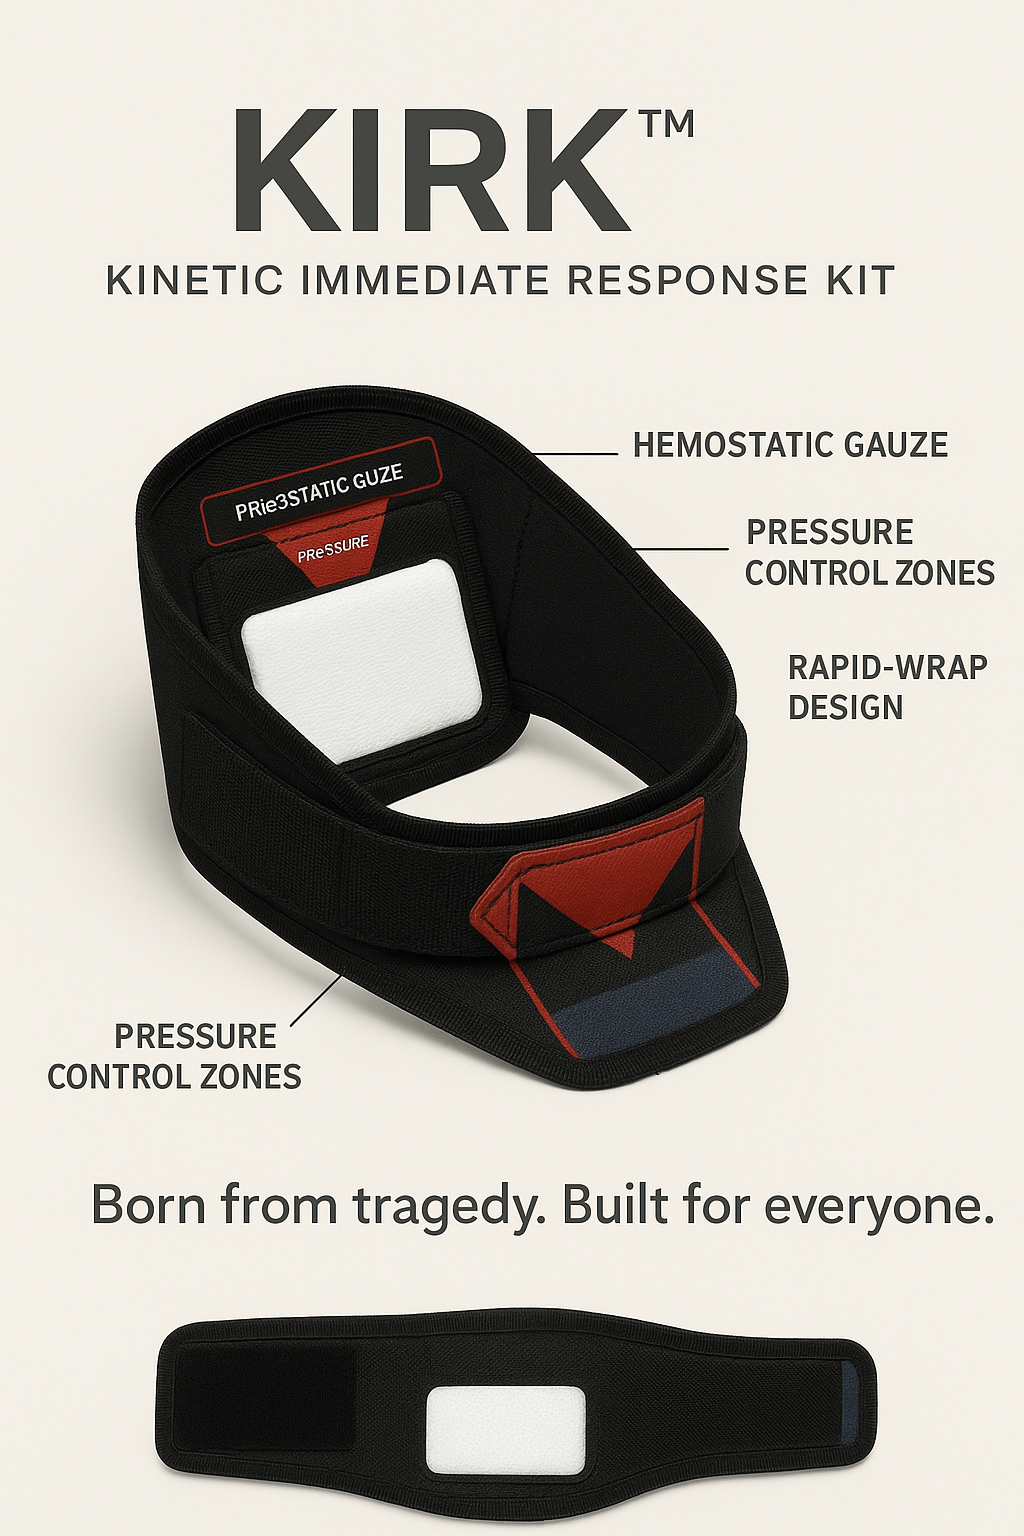 KIRK™
KINETIC IMMEDIATE RESPONSE KIT
HEMOSTATIC GAUZE
PRie3STATIC GUZE
PReSSURE
PRESSURE
CONTROL ZONES
RAPID-WRAP
DESIGN
PRESSURE
CONTROL ZONES
Born from tragedy. Built for everyone.